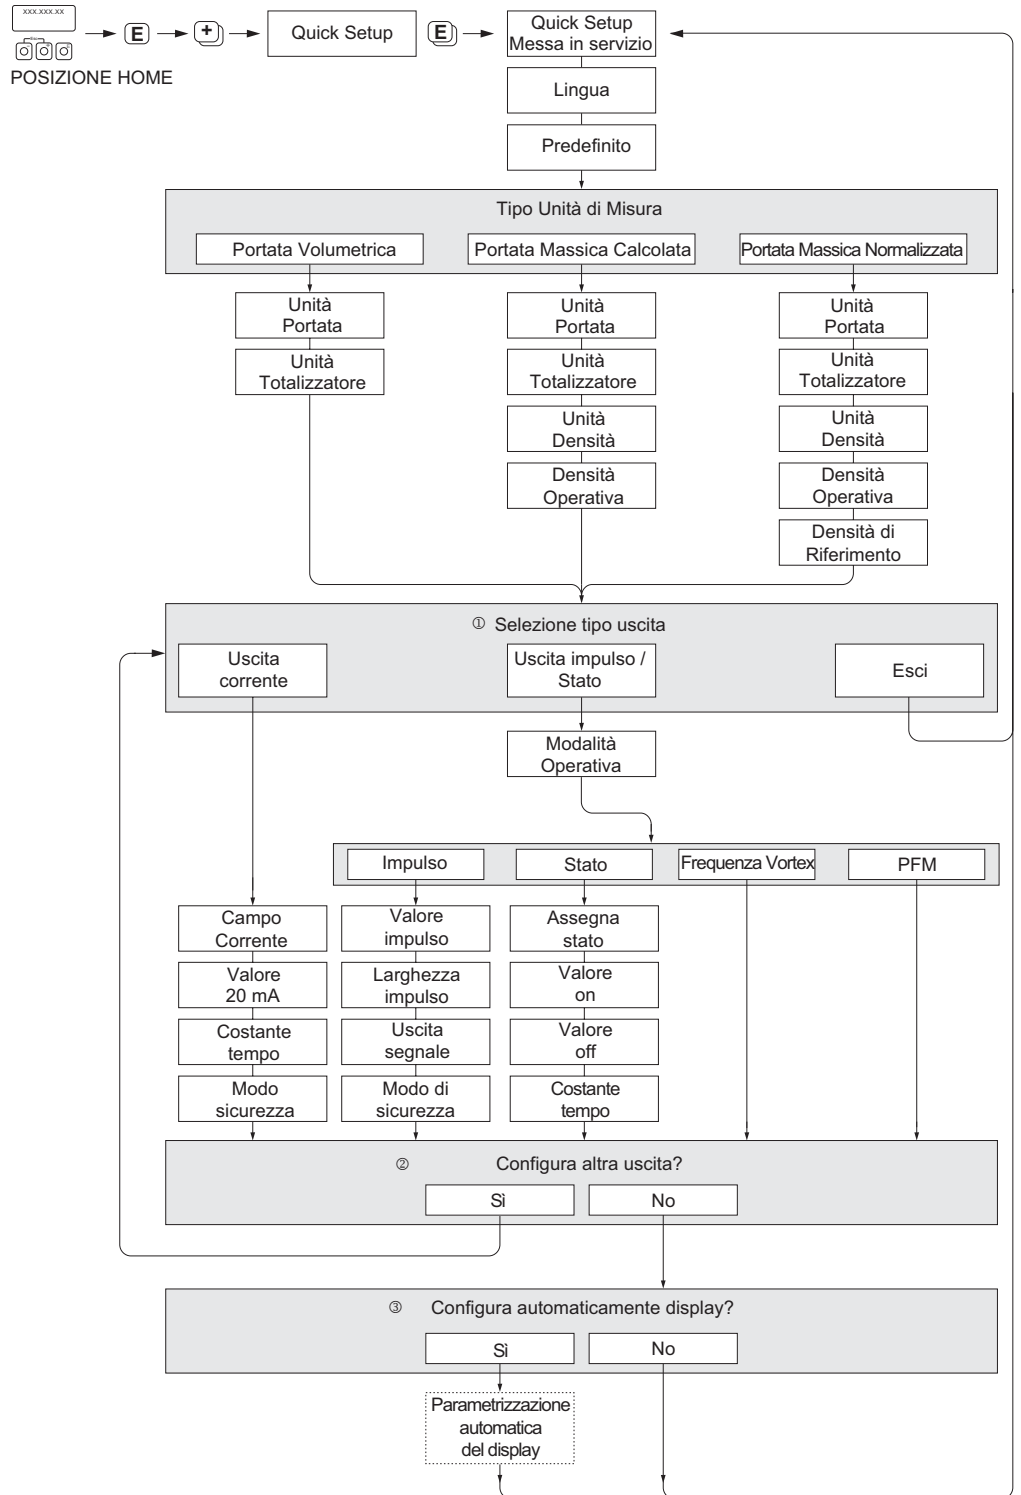 xxx.xxx.xx
Esc
E
+
Quick Setup
E
Quick Setup
Messa in servizio
POSIZIONE HOME
Lingua
Predefinito
Tipo Unità di Misura
Portata Volumetrica
Portata Massica Calcolata
Portata Massica Normalizzata
Unità
Portata
Unità
Portata
Unità
Portata
Unità
Totalizzatore
Unità
Totalizzatore
Unità
Totalizzatore
Unità
Densità
Unità
Densità
Densità
Operativa
Densità
Operativa
Densità di
Riferimento
① Selezione tipo uscita
Uscita
corrente
Uscita impulso /
Stato
Esci
Modalità
Operativa
Impulso
Stato
Frequenza Vortex
PFM
Campo
Corrente
Valore
impulso
Assegna
stato
Valore
20 mA
Larghezza
impulso
Valore
on
Costante
tempo
Uscita
segnale
Valore
off
Modo
sicurezza
Modo di
sicurezza
Costante
tempo
② Configura altra uscita?
Sì
No
③ Configura automaticamente display?
Sì
No
Parametrizzazione
automatica
del display